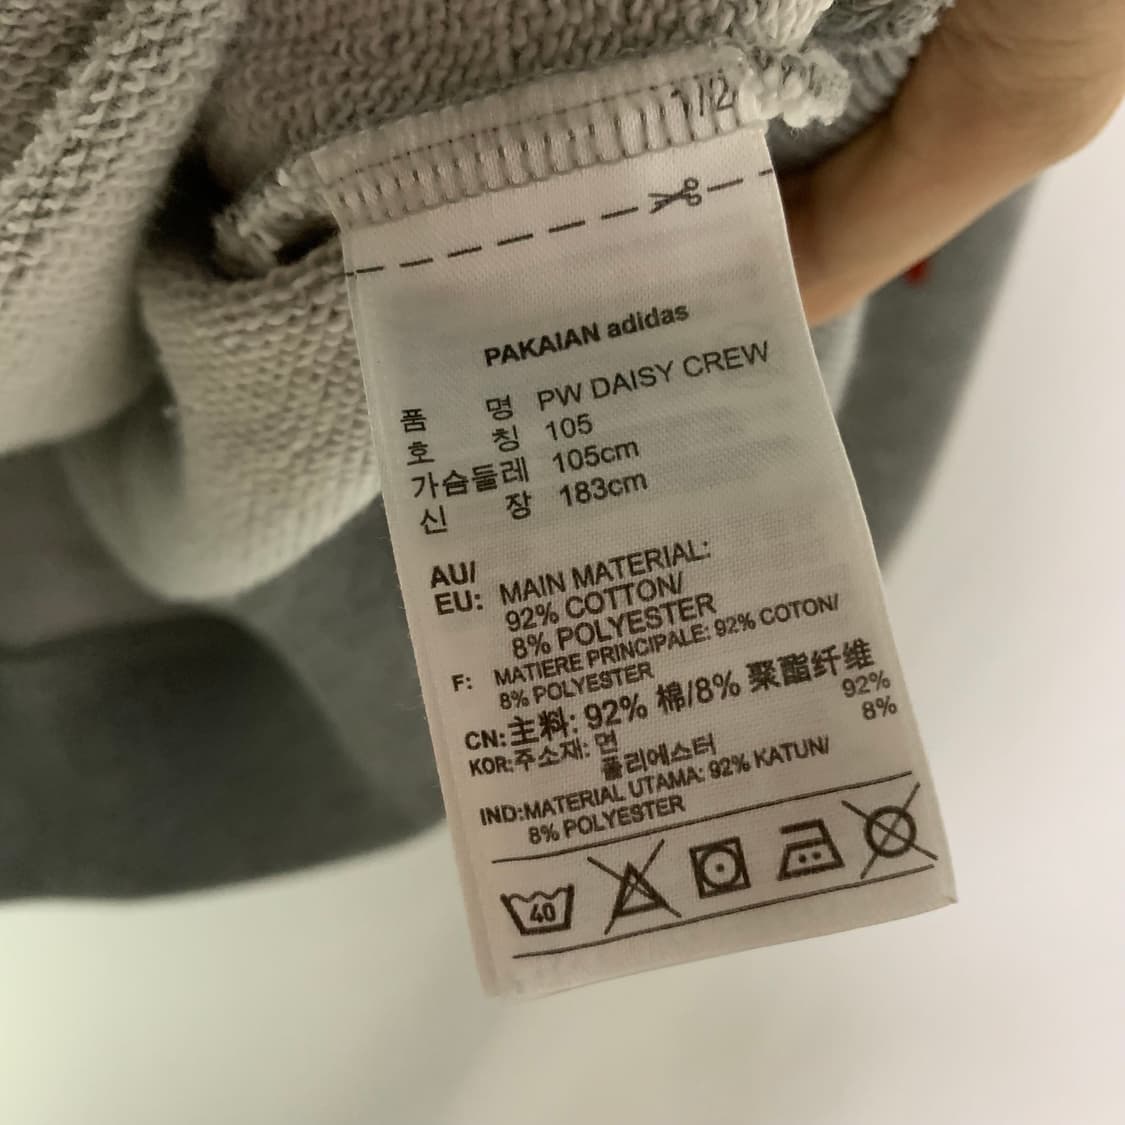 1/2
PAKAIAN adidas
품 명 PW DAISY CREW
호 칭 105
가슴둘레 105cm
신 장 183cm
AU/
EU: MAIN MATERIAL:
92% COTTON/
8% POLYESTER
F: MATIERE PRINCIPALE: 92% COTON/
8% POLYESTER
CN:主料: 92% 棉/8% 聚酯纤维
KOR:주소재: 면 92%
폴리에스터 8%
IND:MATERIAL UTAMA: 92% KATUN/
8% POLYESTER
40